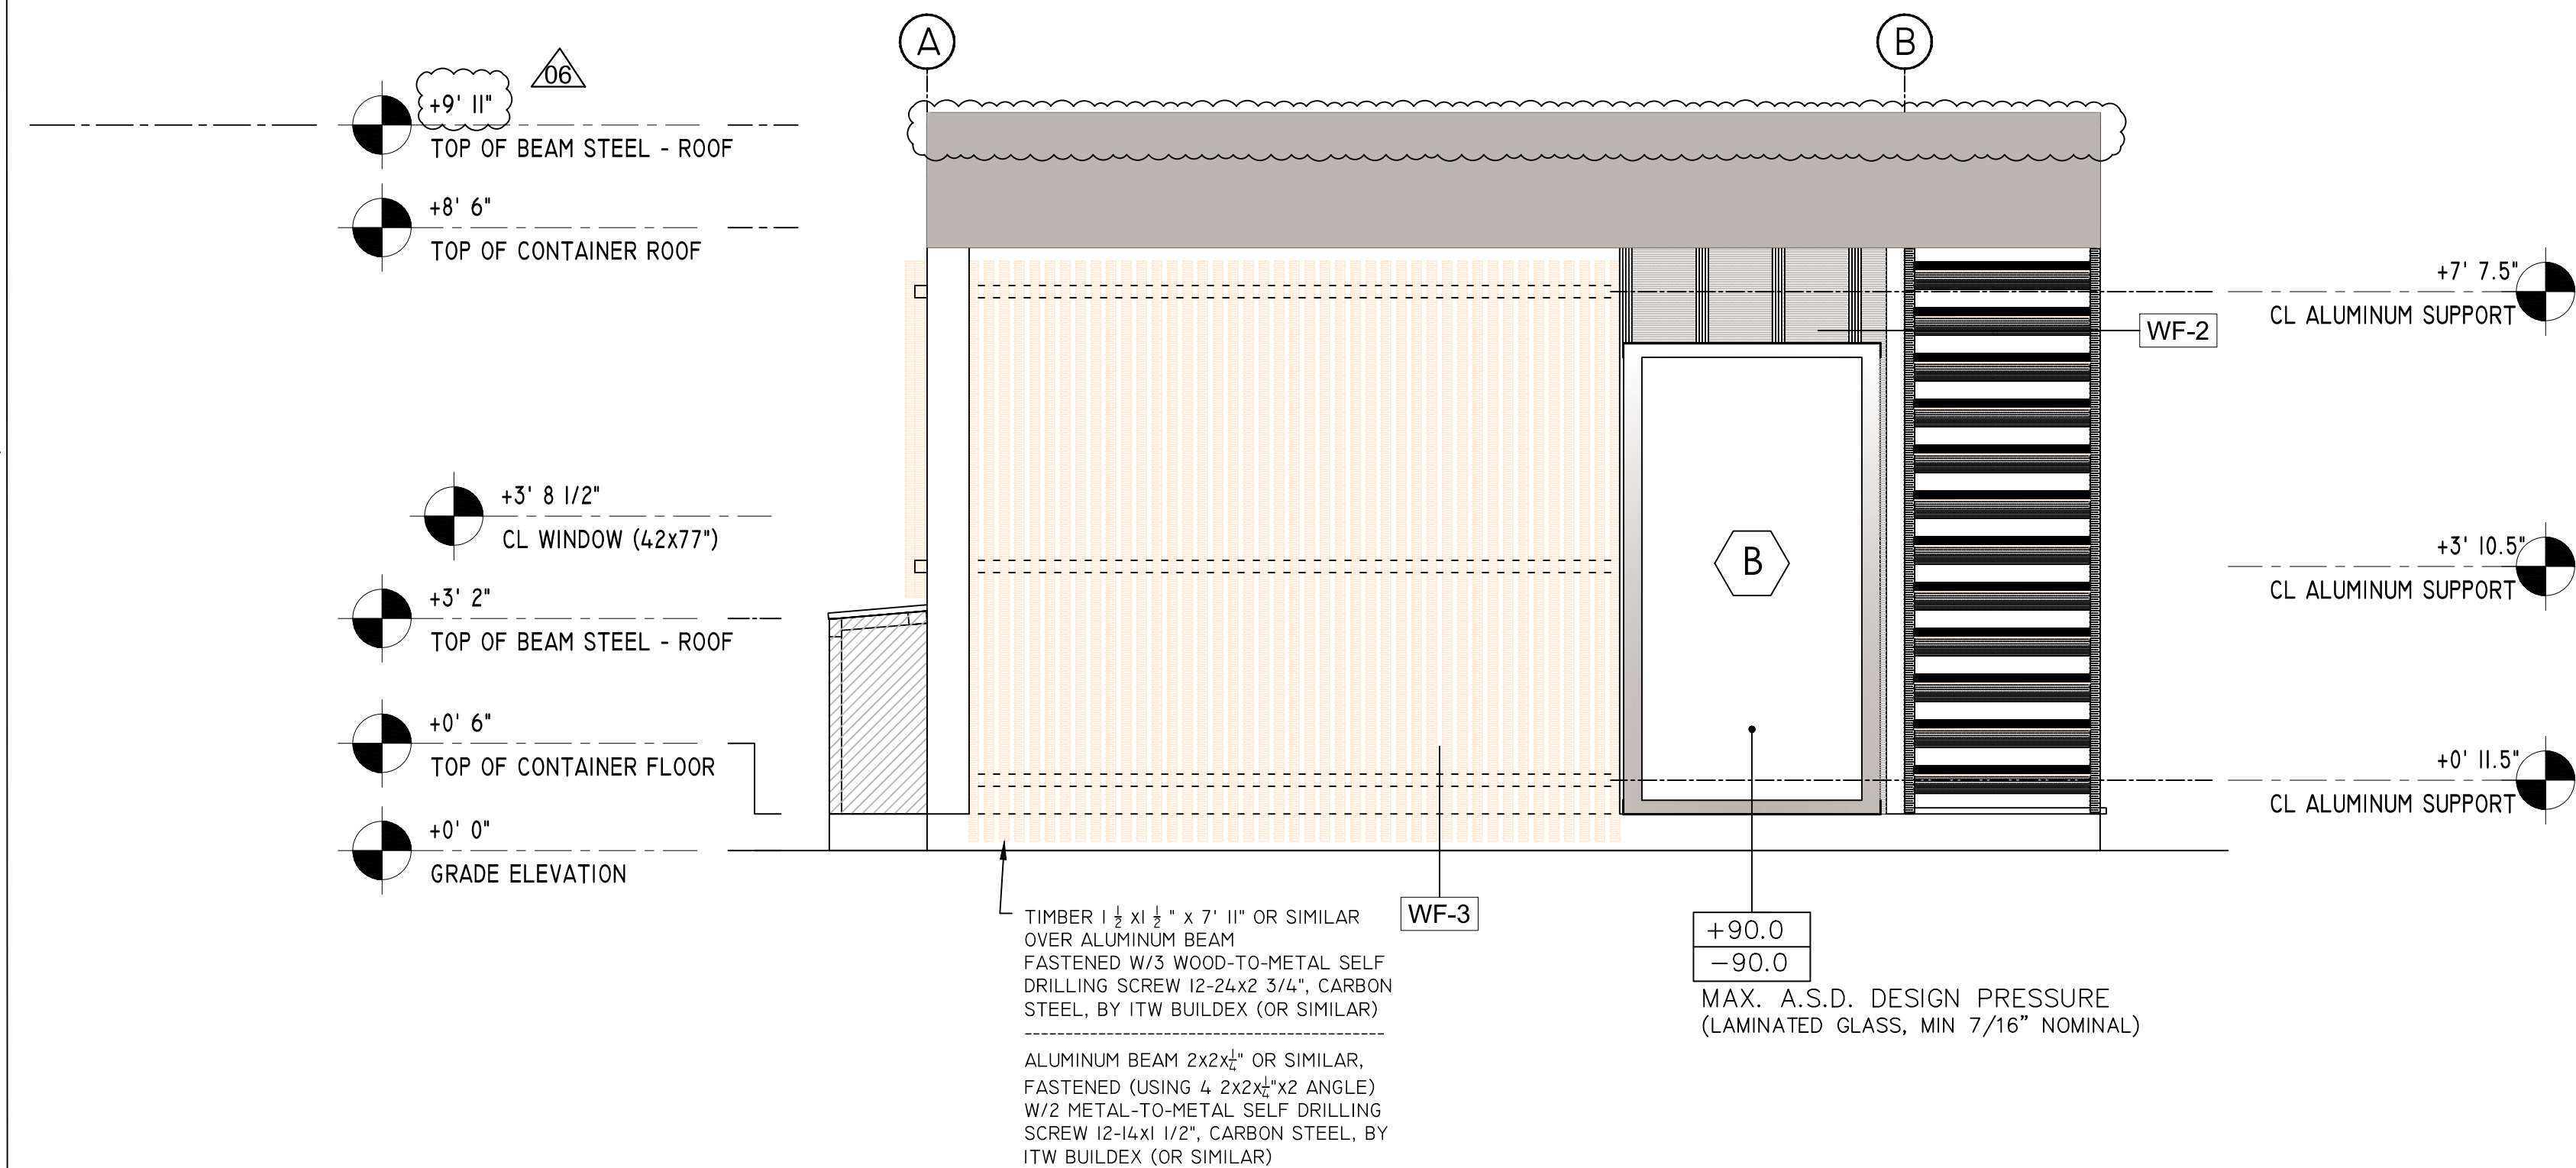 A
B
06
+9' 11"
TOP OF BEAM STEEL - ROOF
+8' 6"
TOP OF CONTAINER ROOF
+7' 7.5"
CL ALUMINUM SUPPORT
WF-2
+3' 8 1/2"
CL WINDOW (42x77")
B
+3' 10.5"
CL ALUMINUM SUPPORT
+3' 2"
TOP OF BEAM STEEL - ROOF
+0' 6"
TOP OF CONTAINER FLOOR
+0' 11.5"
CL ALUMINUM SUPPORT
+0' 0"
GRADE ELEVATION
TIMBER 1 1/2 x1 1/2 " x 7' 11" OR SIMILAR
OVER ALUMINUM BEAM
FASTENED W/3 WOOD-TO-METAL SELF
DRILLING SCREW 12-24x2 3/4", CARBON
STEEL, BY ITW BUILDEX (OR SIMILAR)
--------------------------------------------
ALUMINUM BEAM 2x2x1/4" OR SIMILAR,
FASTENED (USING 4 2x2x1/4"x2 ANGLE)
W/2 METAL-TO-METAL SELF DRILLING
SCREW 12-14x1 1/2", CARBON STEEL, BY
ITW BUILDEX (OR SIMILAR)
WF-3
+90.0
-90.0
MAX. A.S.D. DESIGN PRESSURE
(LAMINATED GLASS, MIN 7/16” NOMINAL)